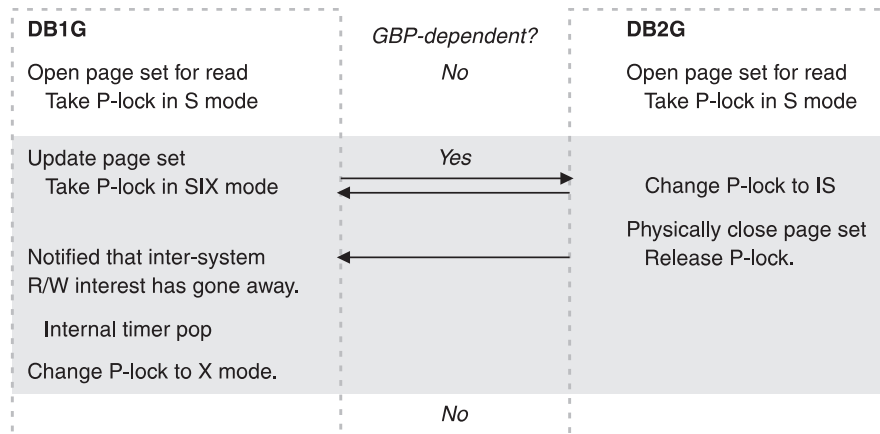 DB1G
GBP-dependent?
DB2G
Open page set for read
Take P-lock in S mode
No
Open page set for read
Take P-lock in S mode
Update page set
Take P-lock in SIX mode
Yes
Change P-lock to IS
Physically close page set
Release P-lock.
Notified that inter-system
R/W interest has gone away.
Internal timer pop
Change P-lock to X mode.
No